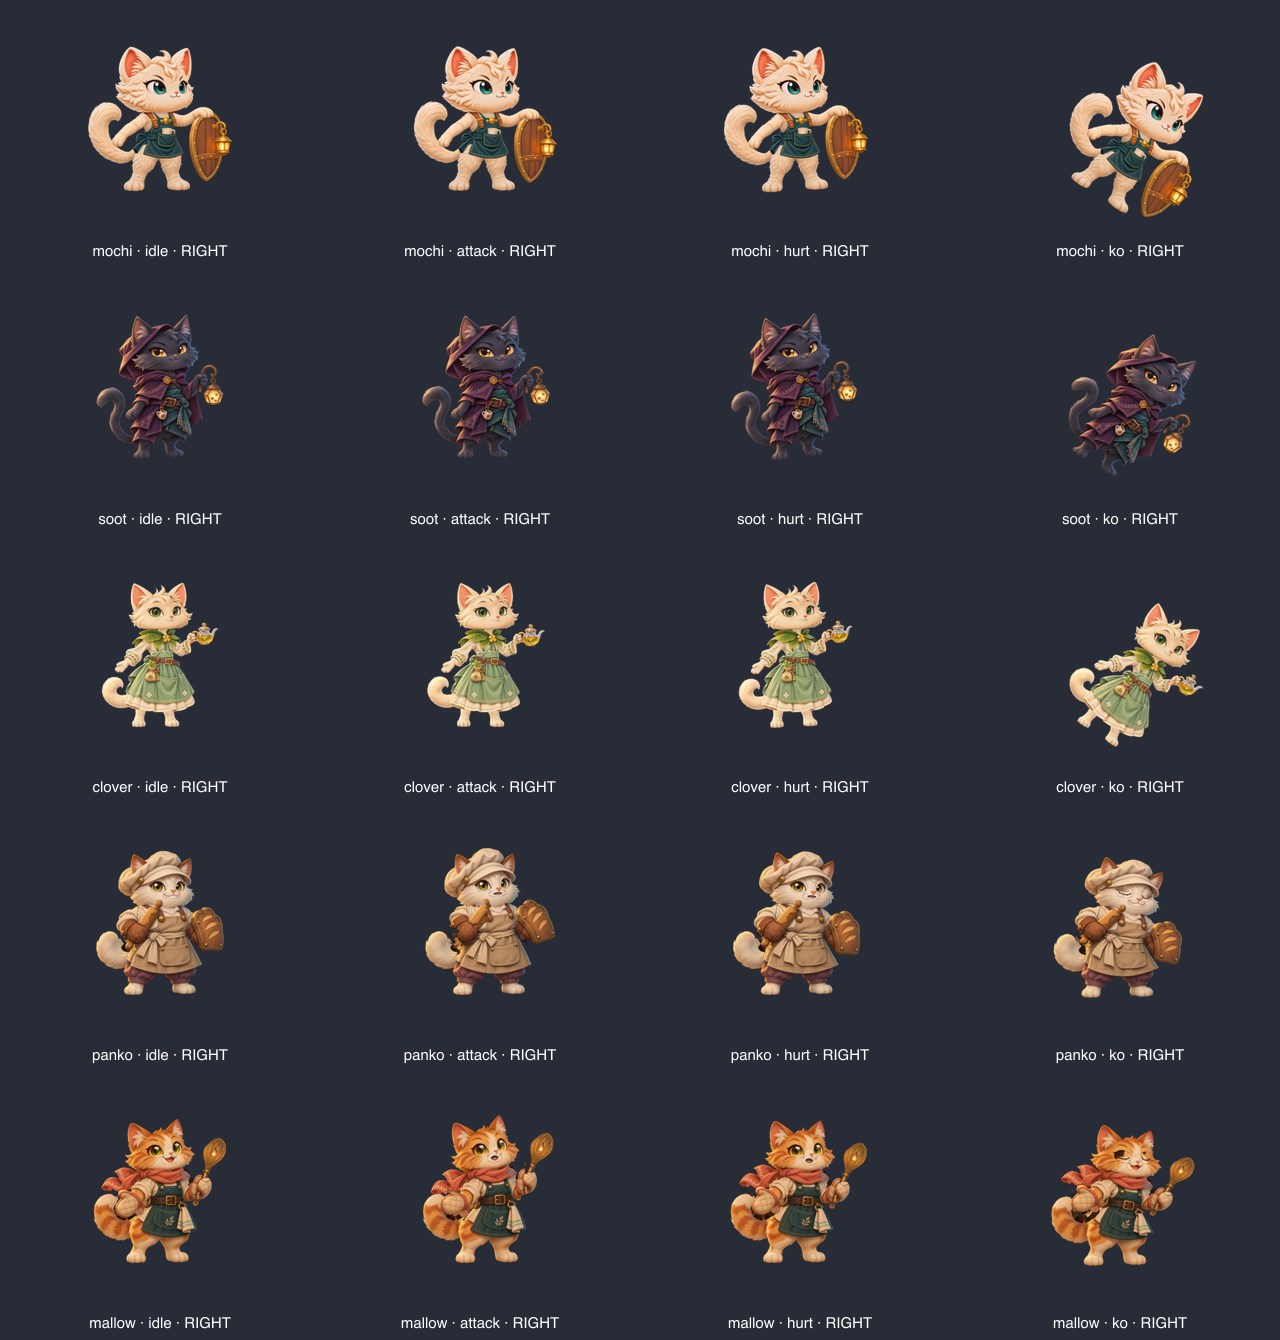 mochi · idle · RIGHT
mochi · attack · RIGHT
mochi · hurt · RIGHT
mochi · ko · RIGHT
soot · idle · RIGHT
soot · attack · RIGHT
soot · hurt · RIGHT
soot · ko · RIGHT
clover · idle · RIGHT
clover · attack · RIGHT
clover · hurt · RIGHT
clover · ko · RIGHT
panko · idle · RIGHT
panko · attack · RIGHT
panko · hurt · RIGHT
panko · ko · RIGHT
mallow · idle · RIGHT
mallow · attack · RIGHT
mallow · hurt · RIGHT
mallow · ko · RIGHT